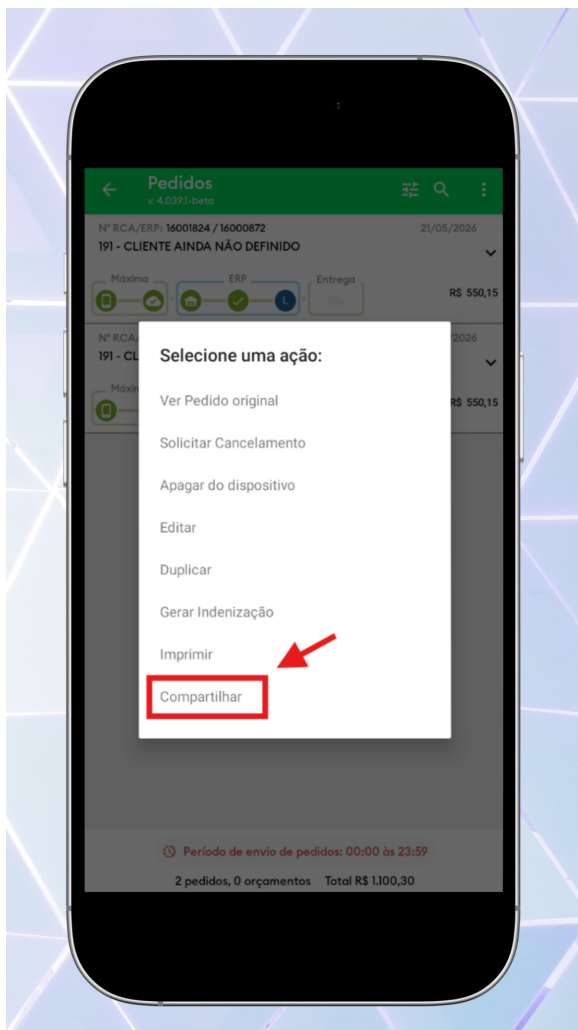 Pedidos
v. 4.039.1-beta
N° RCA/ERP: 16001824 / 16000872 21/05/2026
191 - CLIENTE AINDA NÃO DEFINIDO
Máxima ERP Entrega
L
R$ 550,15
N° RCA/ /2026
191 - CL
Máxim
R$ 550,15
Selecione uma ação:
Ver Pedido original
Solicitar Cancelamento
Apagar do dispositivo
Editar
Duplicar
Gerar Indenização
Imprimir
Compartilhar
Período de envio de pedidos: 00:00 às 23:59
2 pedidos, 0 orçamentos Total R$ 1.100,30